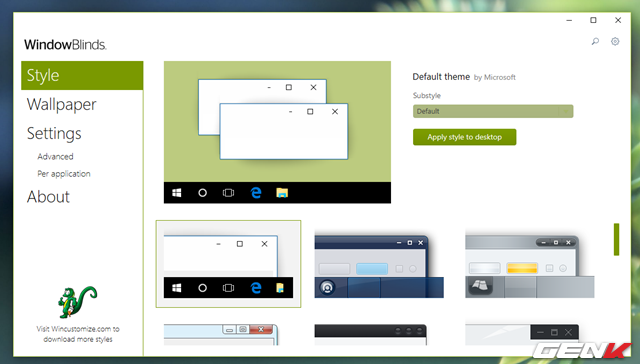 WindowBlinds.
Style
Wallpaper
Settings
Advanced
Per application
About
Visit Wincustomize.com to
download more styles
Default theme by Microsoft
Substyle
Default
Apply style to desktop
GENK